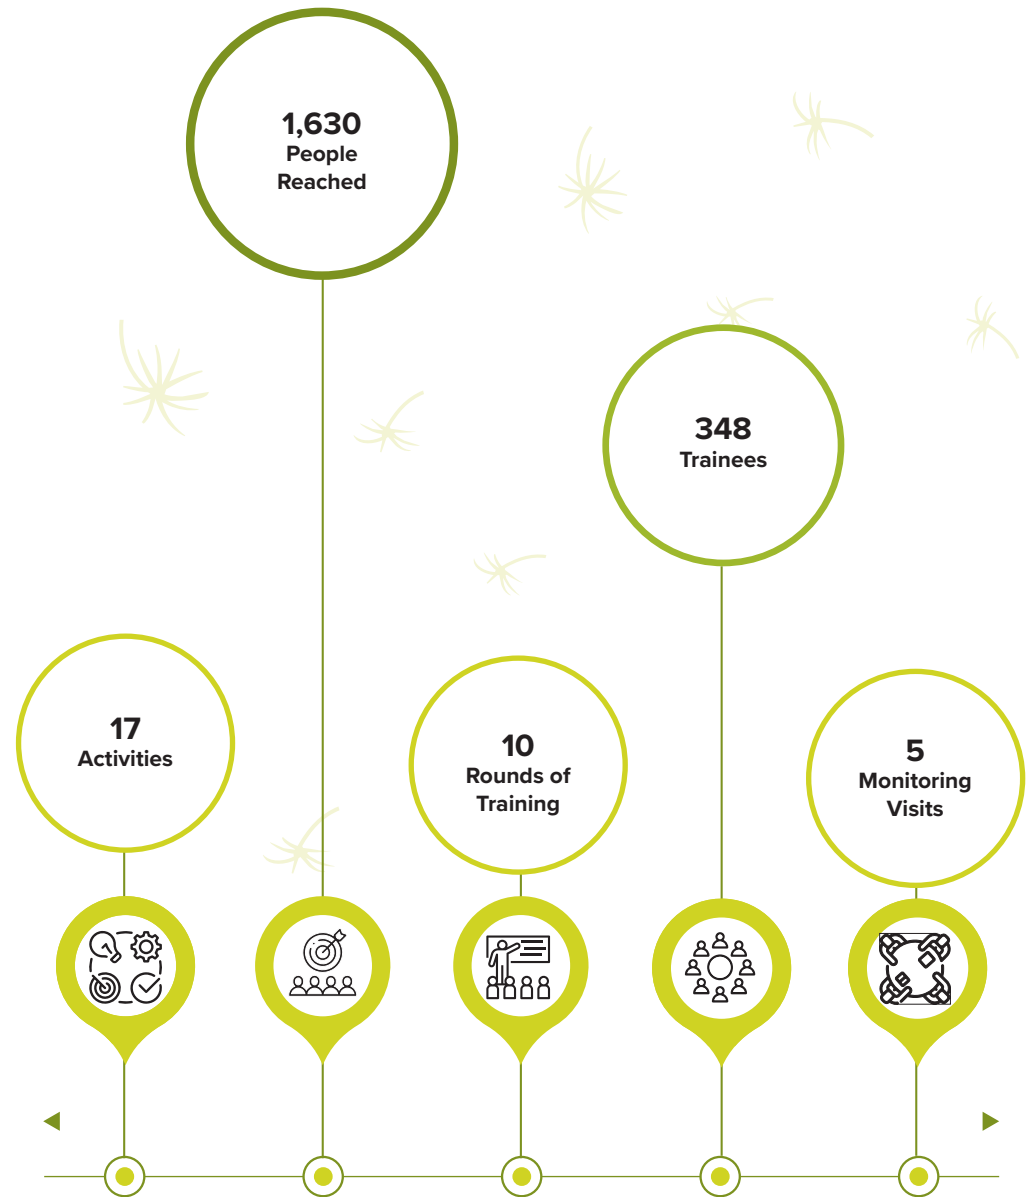 1,630
People
Reached
348
Trainees
17
Activities
10
Rounds of
Training
5
Monitoring
Visits